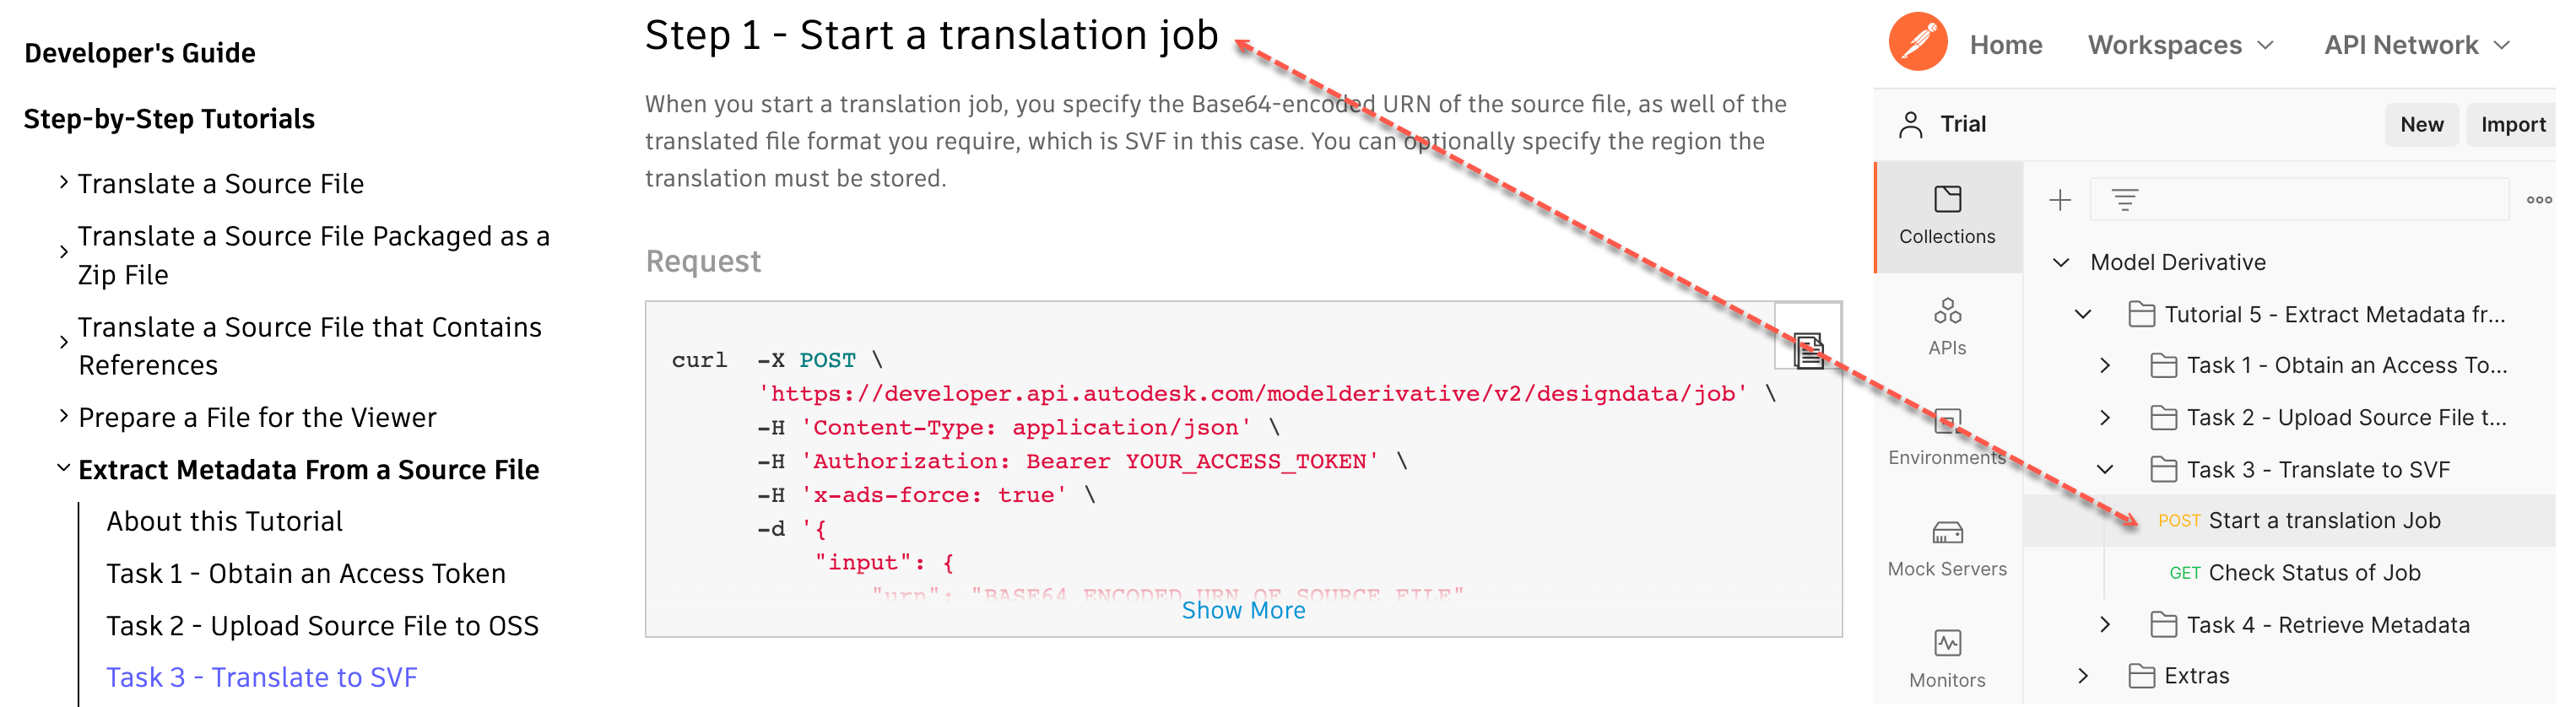 Developer's Guide
Step-by-Step Tutorials
Translate a Source File
Translate a Source File Packaged as a
Zip File
Translate a Source File that Contains
References
Prepare a File for the Viewer
Extract Metadata From a Source File
About this Tutorial
Task 1 - Obtain an Access Token
Task 2 - Upload Source File to OSS
Task 3 - Translate to SVF
Step 1 - Start a translation job
When you start a translation job, you specify the Base64-encoded URN of the source file, as well of the
translated file format you require, which is SVF in this case. You can optionally specify the region the
translation must be stored.
Request
curl -X POST \
'https://developer.api.autodesk.com/modelderivative/v2/designdata/job' \
-H 'Content-Type: application/json' \
-H 'Authorization: Bearer YOUR_ACCESS_TOKEN' \
-H 'x-ads-force: true' \
-d '{
"input": {
"urn": "BASE64_ENCODED_URN_OF_SOURCE_FILE"
Show More
Home Workspaces API Network
Trial New Import
Collections
APIs
Environments
Mock Servers
Monitors
Model Derivative
Tutorial 5 - Extract Metadata fr...
Task 1 - Obtain an Access To...
Task 2 - Upload Source File t...
Task 3 - Translate to SVF
POST Start a translation Job
GET Check Status of Job
Task 4 - Retrieve Metadata
Extras